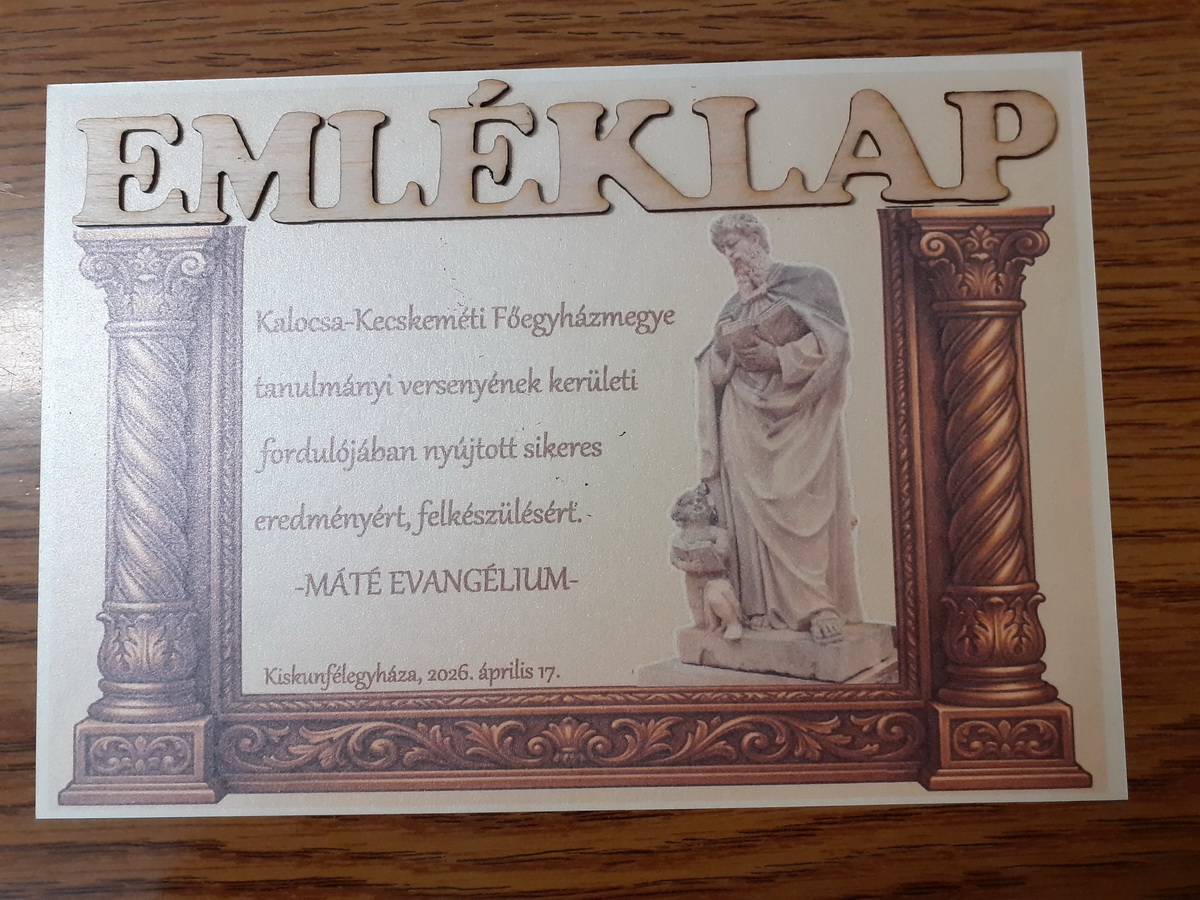 EMLÉKLAP
Kalocsa-Kecskeméti Főegyházmegye
tanulmányi versenyének kerületi
fordulójában nyújtott sikeres
eredményért, felkészülésért.
-MÁTÉ EVANGÉLIUM-
Kiskunfélegyháza, 2026. április 17.